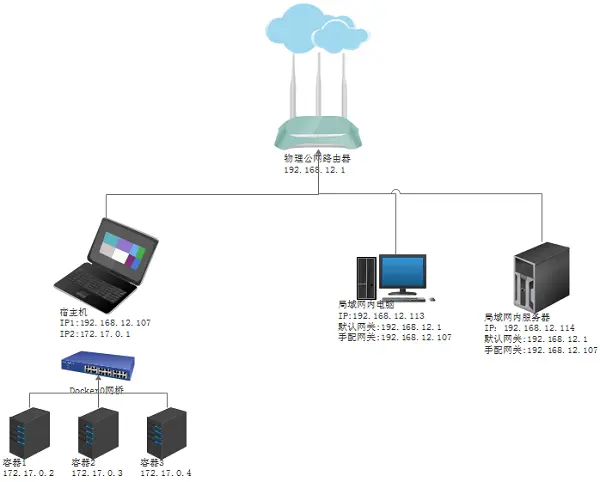 物理公网路由器
192.168.12.1
宿主机
IP1:192.168.12.107
IP2:172.17.0.1
局域网内电脑
IP:192.168.12.113
默认网关:192.168.12.1
手配网关:192.168.12.107
局域网内服务器
IP: 192.168.12.114
默认网关:192.168.12.1
手配网关:192.168.12.107
Docker0网桥
容器1
172.17.0.2
容器2
172.17.0.3
容器3
172.17.0.4